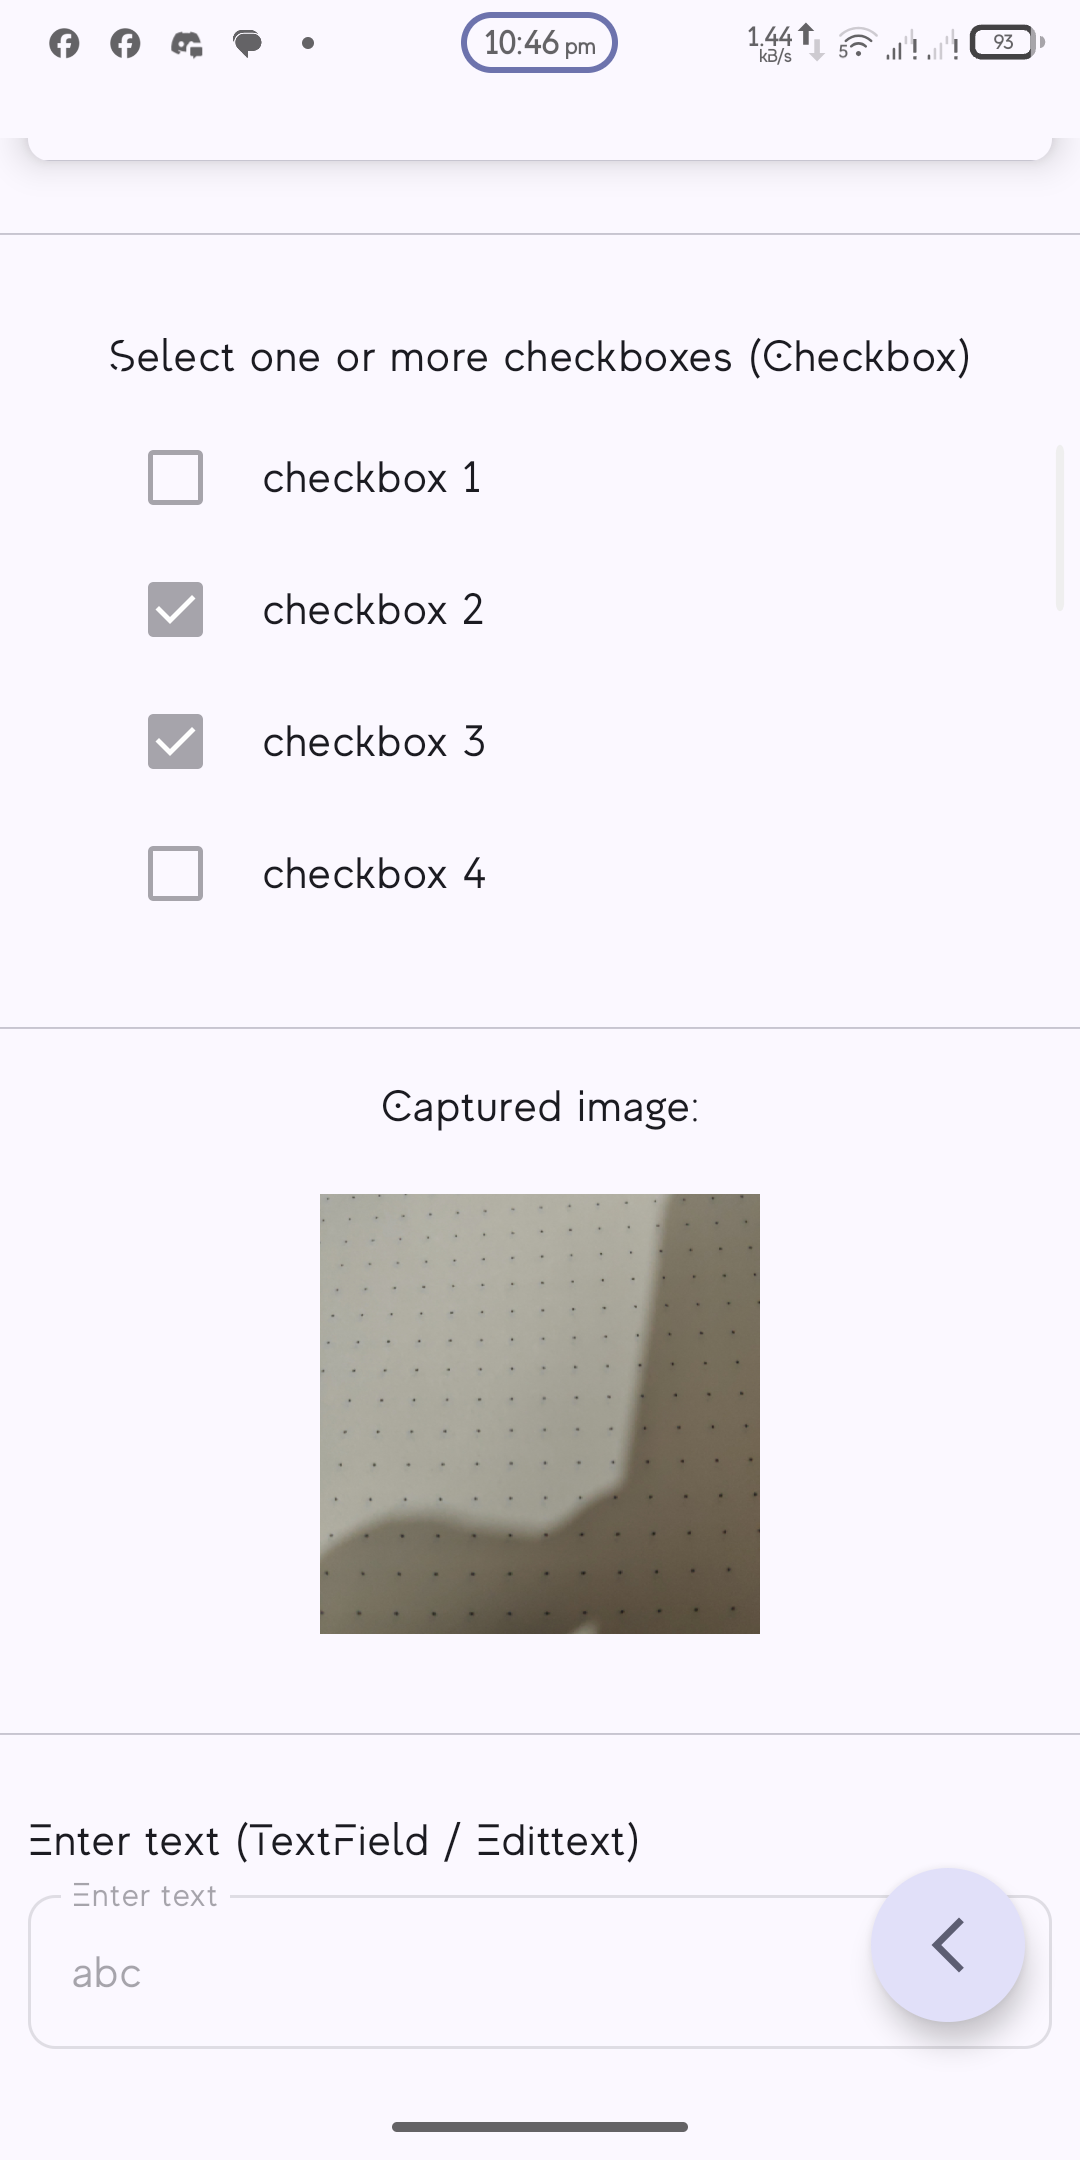 10:46 pm
1.44
kB/s
5
93
Select one or more checkboxes (Checkbox)
checkbox 1
checkbox 2
checkbox 3
checkbox 4
Captured image:
Enter text (TextField / Edittext)
Enter text
abc